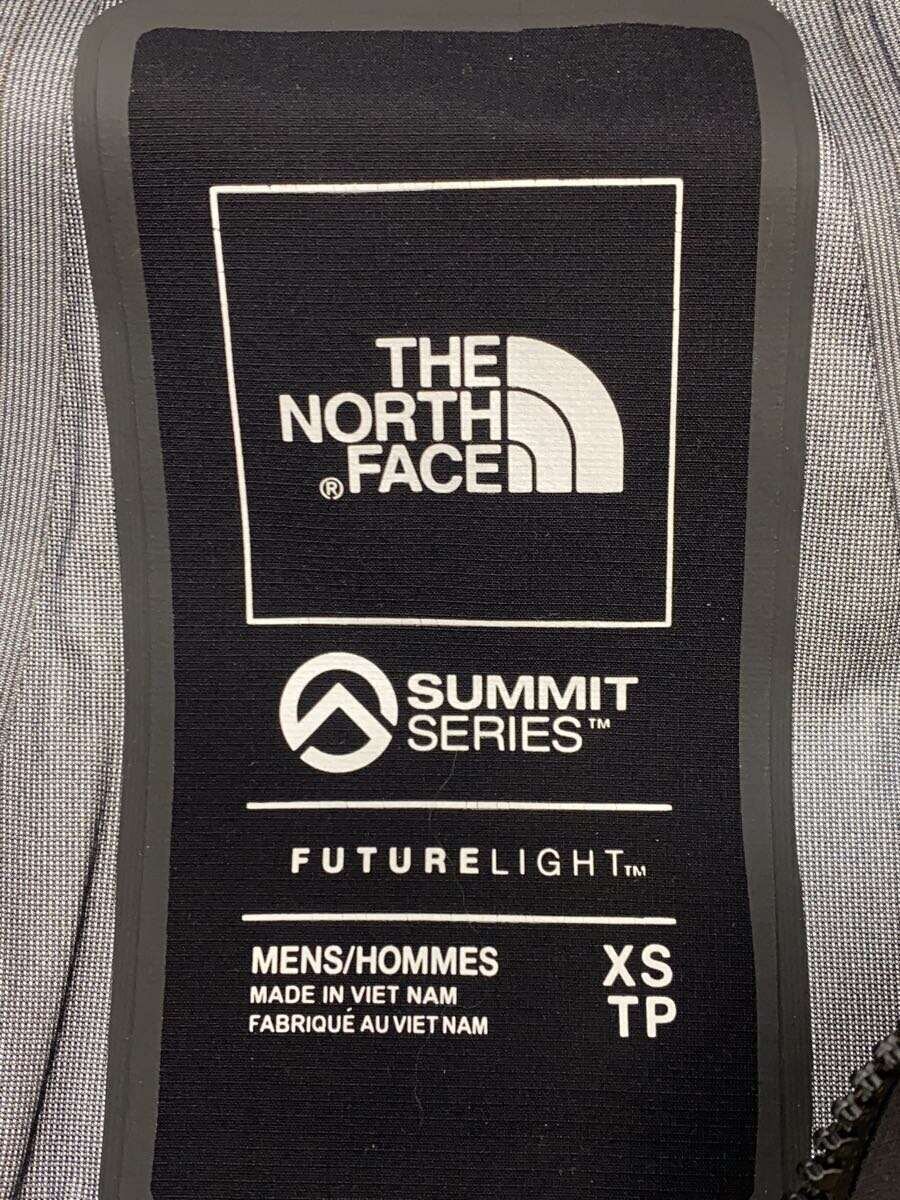 THE
NORTH
® FACE
SUMMIT
SERIES™
FUTURELIGHT™
MENS/HOMMES XS
MADE IN VIET NAM TP
FABRIQUÉ AU VIET NAM